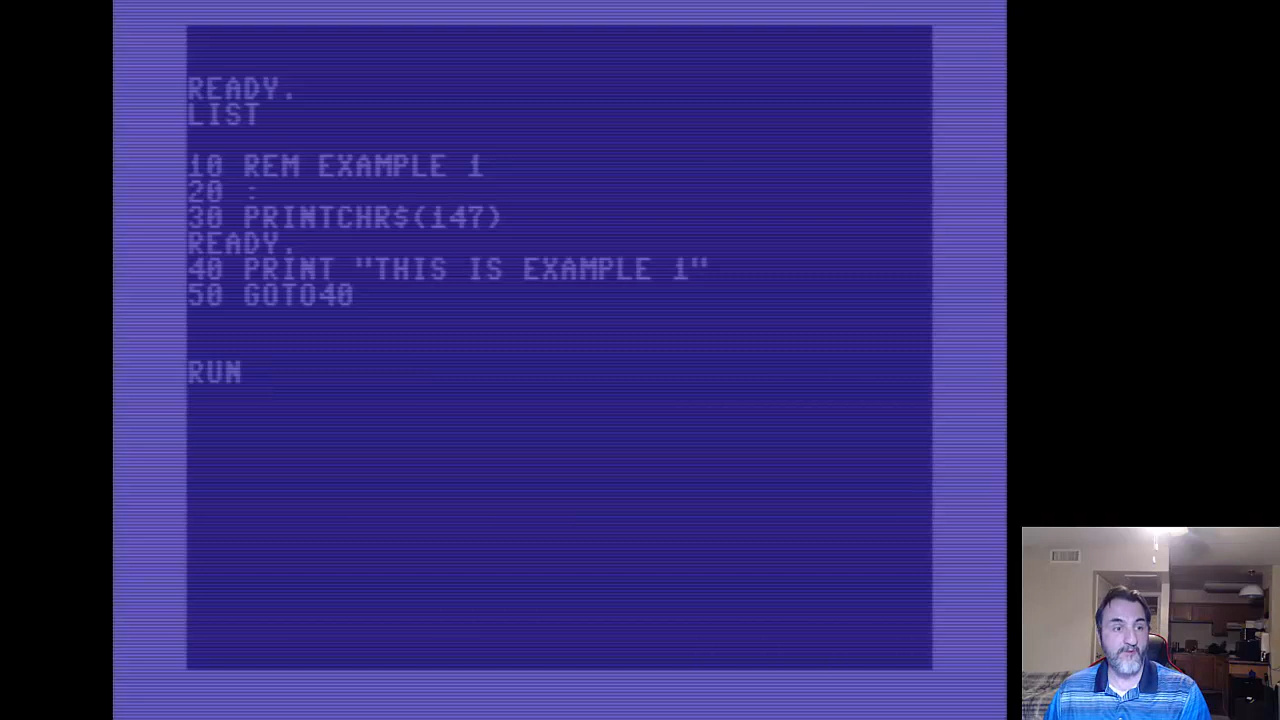 READY.
LIST
10 REM EXAMPLE 1
20 :
30 PRINTCHR$(147)
READY.
40 PRINT "THIS IS EXAMPLE 1"
50 GOTO40
RUN